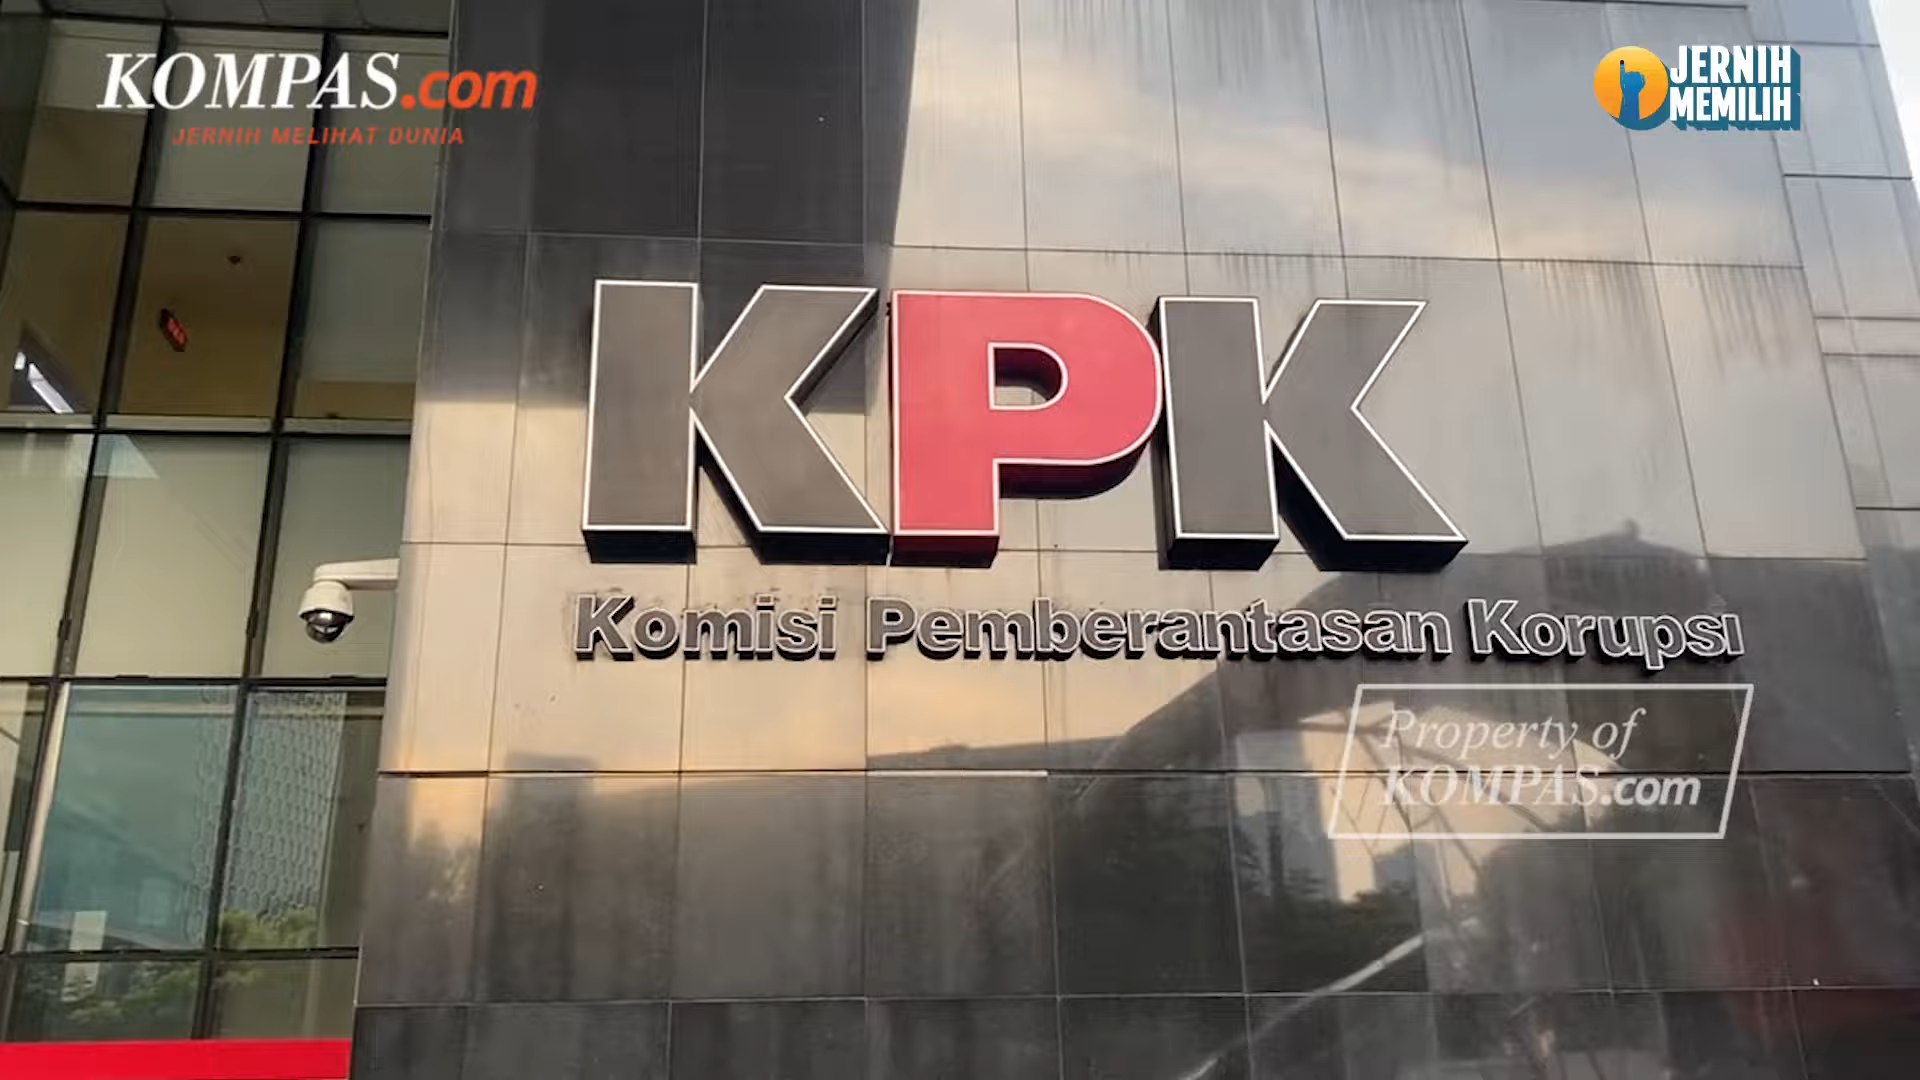 KOMPAS.com
JERNIH MELIHAT DUNIA
JERNIH
MEMILIH
KPK
Komisi Pemberantasan Korupsi
Property of
KOMPAS.com